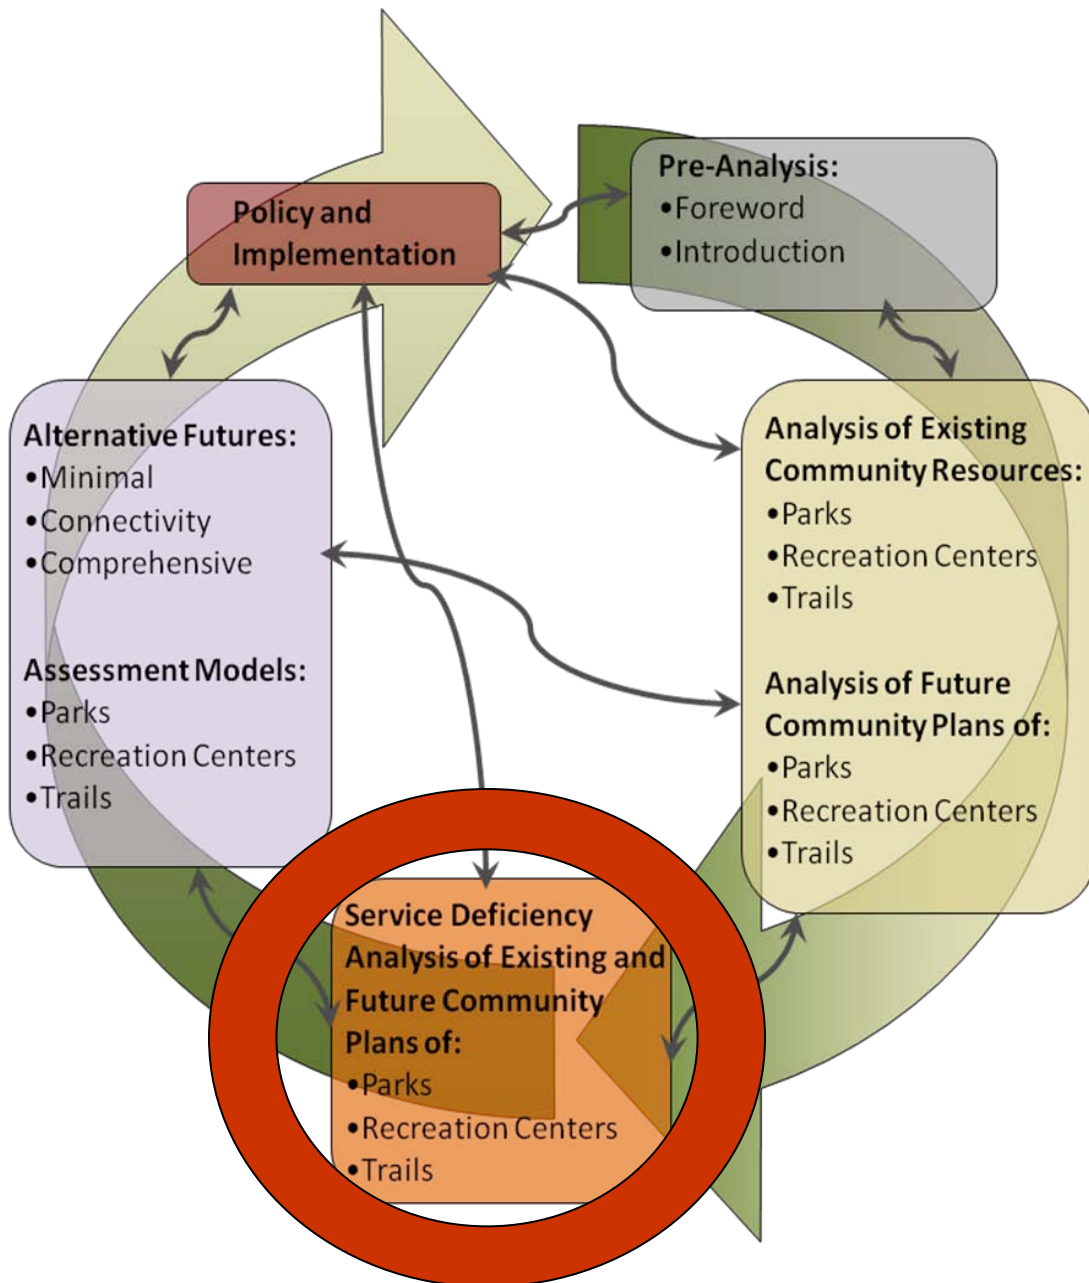 Policy and
Implementation
Pre-Analysis:
•Foreword
•Introduction
Alternative Futures:
•Minimal
•Connectivity
•Comprehensive
Assessment Models:
•Parks
•Recreation Centers
•Trails
Analysis of Existing
Community Resources:
•Parks
•Recreation Centers
•Trails
Analysis of Future
Community Plans of:
•Parks
•Recreation Centers
•Trails
Service Deficiency
Analysis of Existing and
Future Community
Plans of:
•Parks
•Recreation Centers
•Trails